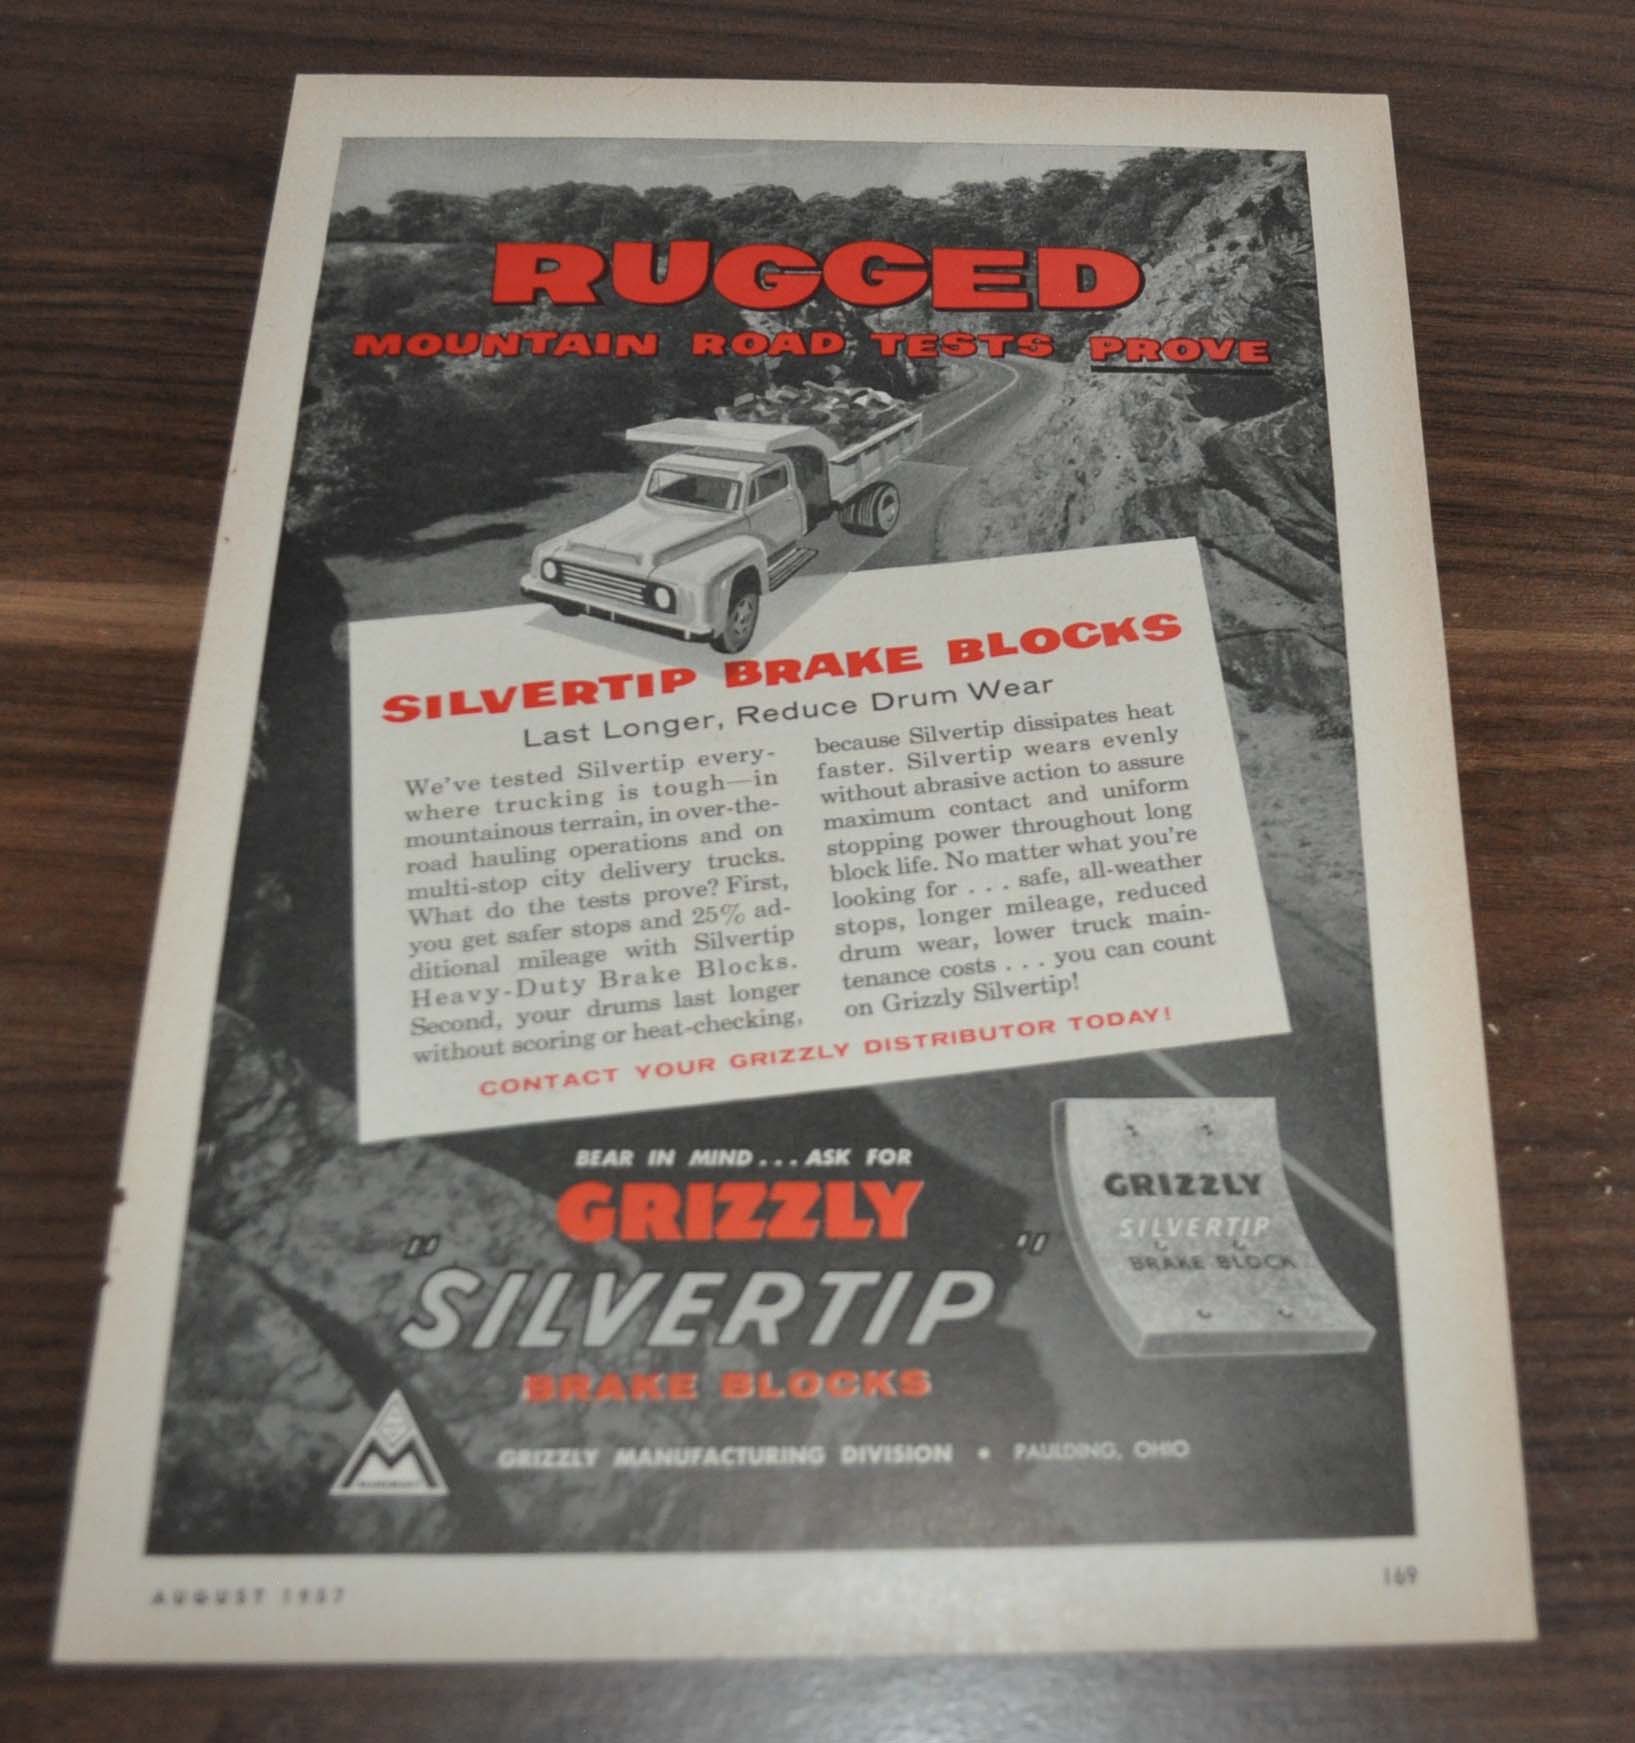 RUGGED
MOUNTAIN ROAD TESTS PROVE
SILVERTIP BRAKE BLOCKS
Last Longer, Reduce Drum Wear
We've tested Silvertip every-
where trucking is tough—in
mountainous terrain, in over-the-
road hauling operations and on
multi-stop city delivery trucks.
What do the tests prove? First,
you get safer stops and 25% ad-
ditional mileage with Silvertip
Heavy-Duty Brake Blocks.
Second, your drums last longer
without scoring or heat-checking,
because Silvertip dissipates heat
faster. Silvertip wears evenly
without abrasive action to assure
maximum contact and uniform
stopping power throughout long
block life. No matter what you're
looking for . . . safe, all-weather
stops, longer mileage, reduced
drum wear, lower truck main-
tenance costs . . . you can count
on Grizzly Silvertip!
CONTACT YOUR GRIZZLY DISTRIBUTOR TODAY!
BEAR IN MIND...ASK FOR
GRIZZLY
"SILVERTIP"
BRAKE BLOCKS
GRIZZLY
SILVERTIP
BRAKE BLOCK
M
GRIZZLY MANUFACTURING DIVISION • PAULDING, OHIO
AUGUST 1957
169